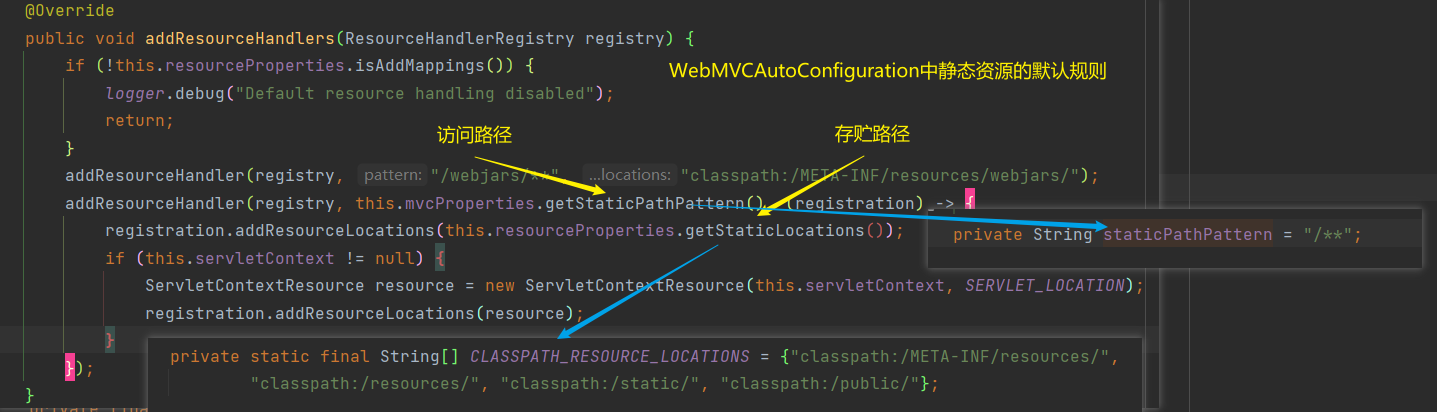 @Override
public void addResourceHandlers(ResourceHandlerRegistry registry) {
if (!this.resourceProperties.isAddMappings()) {
WebMVCAutoConfiguration中静态资源的默认规则
logger.debug("Default resource handling disabled");
return;
访问路径
存贮路径
}
addResourceHandler(registry, pattern: "/webjars/**", ...locations: "classpath:/META-INF/resources/webjars/");
addResourceHandler(registry, this.mvcProperties.getStaticPathPattern(), (registration) -> {
registration.addResourceLocations(this.resourceProperties.getStaticLocations());
private String staticPathPattern = "/**";
if (this.servletContext != null) {
ServletContextResource resource = new ServletContextResource(this.servletContext, SERVLET_LOCATION);
registration.addResourceLocations(resource);
}
private static final String[] CLASSPATH_RESOURCE_LOCATIONS = {"classpath:/META-INF/resources/",
});
"classpath:/resources/", "classpath:/static/", "classpath:/public/"};
}